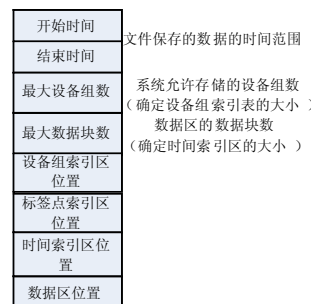 开始时间
结束时间
文件保存的数据的时间范围
最大设备组数
系统允许存储的设备组数
（确定设备组索引表的大小）
最大数据块数
数据区的数据块数
（确定时间索引区的大小）
设备组索引区
位置
标签点索引区
位置
时间索引区位
置
数据区位置